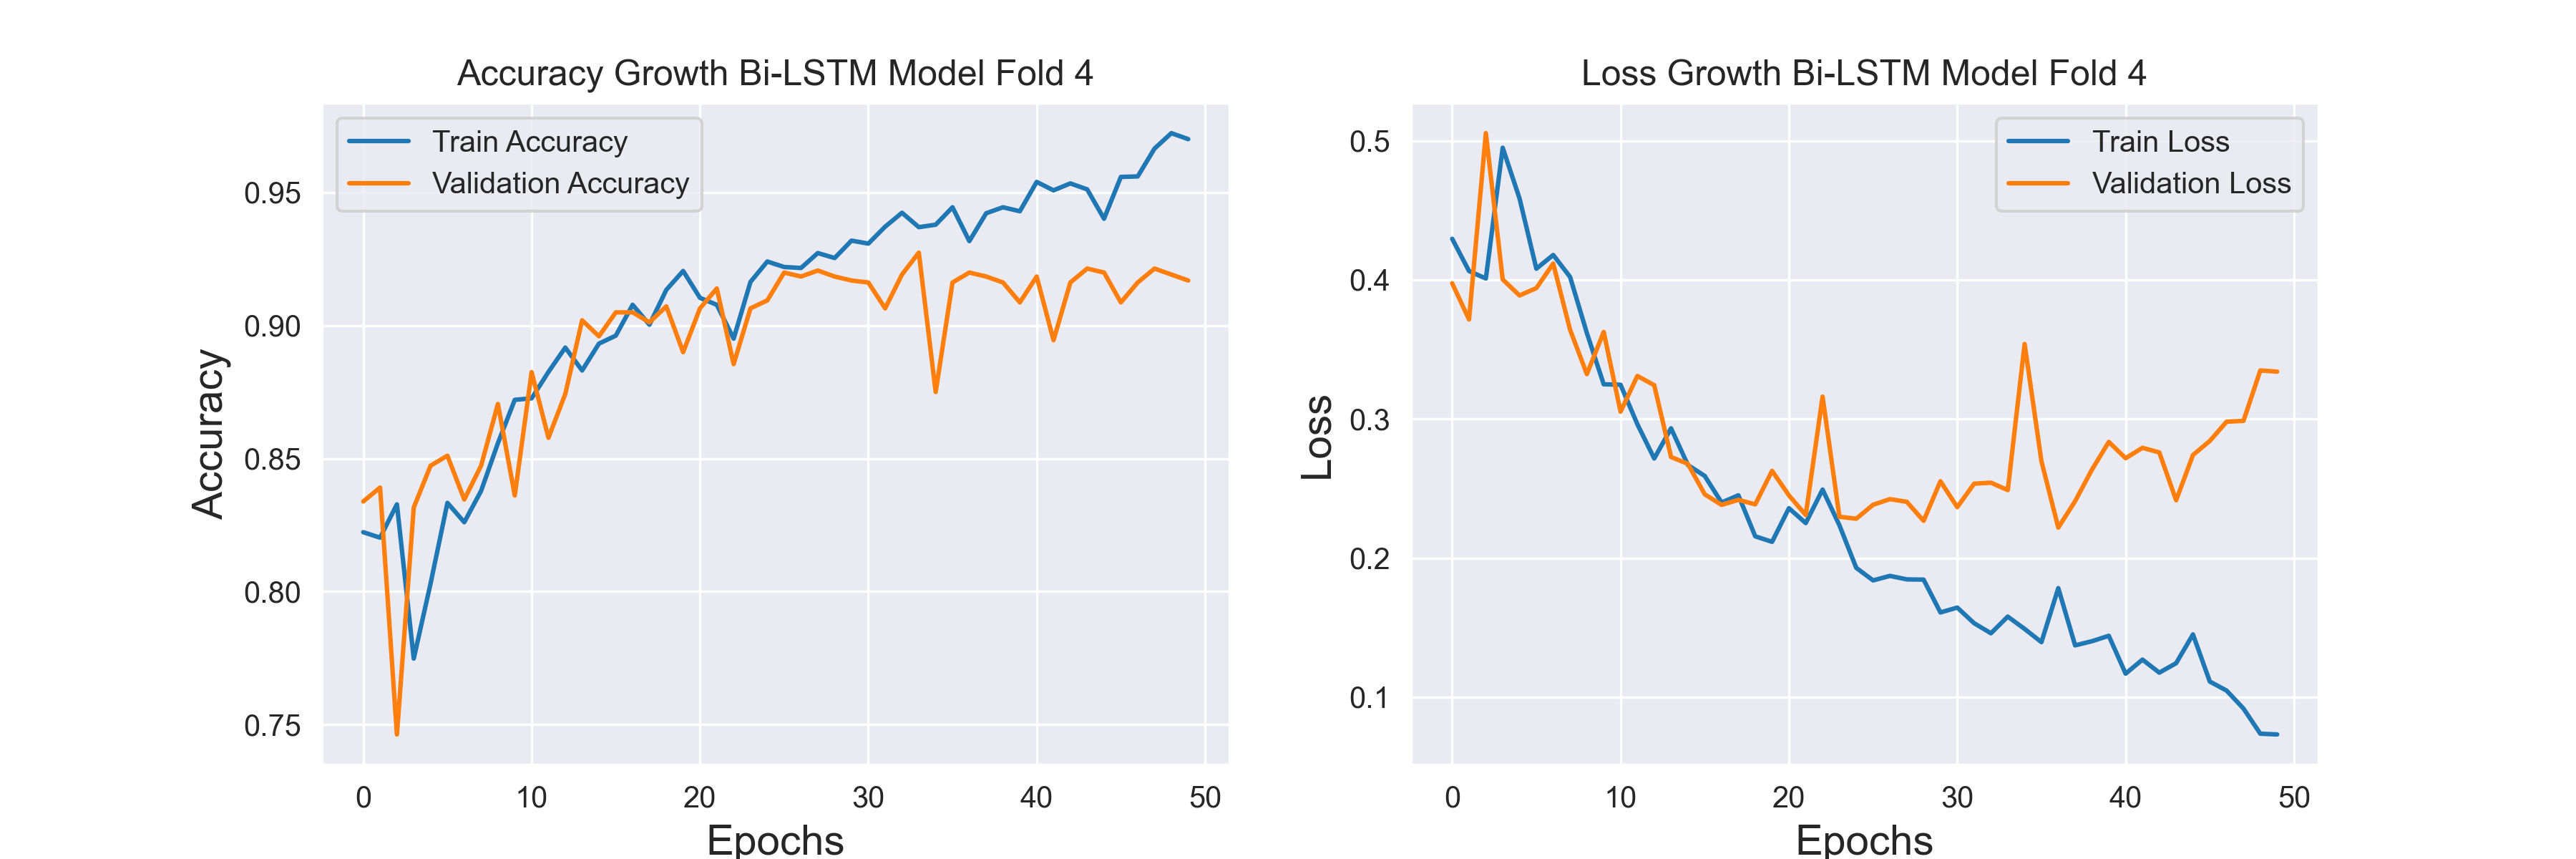 Accuracy Growth Bi-LSTM Model Fold 4
Train Accuracy
Validation Accuracy
0.95
0.90
0.85
0.80
0.75
Accuracy
0 10 20 30 40 50
Epochs
Loss Growth Bi-LSTM Model Fold 4
Train Loss
Validation Loss
0.5
0.4
0.3
0.2
0.1
Loss
0 10 20 30 40 50
Epochs